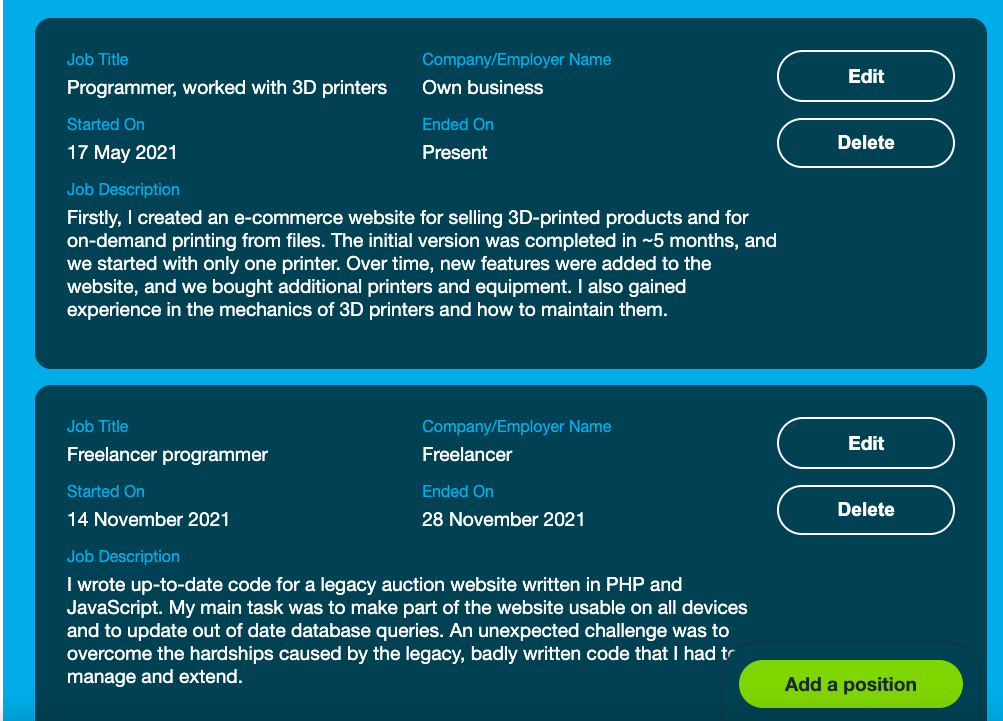 Job Title
Company/Employer Name
Edit
Programmer, worked with 3D printers
Own business
Started On
Ended On
Delete
17 May 2021
Present
Job Description
Firstly, I created an e-commerce website for selling 3D-printed products and for
on-demand printing from files. The initial version was completed in ~5 months, and
we started with only one printer. Over time, new features were added to the
website, and we bought additional printers and equipment. I also gained
experience in the mechanics of 3D printers and how to maintain them.
Job Title
Company/Employer Name
Edit
Freelancer programmer
Freelancer
Started On
Ended On
Delete
14 November 2021
28 November 2021
Job Description
I wrote up-to-date code for a legacy auction website written in PHP and
JavaScript. My main task was to make part of the website usable on all devices
and to update out of date database queries. An unexpected challenge was to
overcome the hardships caused by the legacy, badly written code that I had to
manage and extend.
Add a position